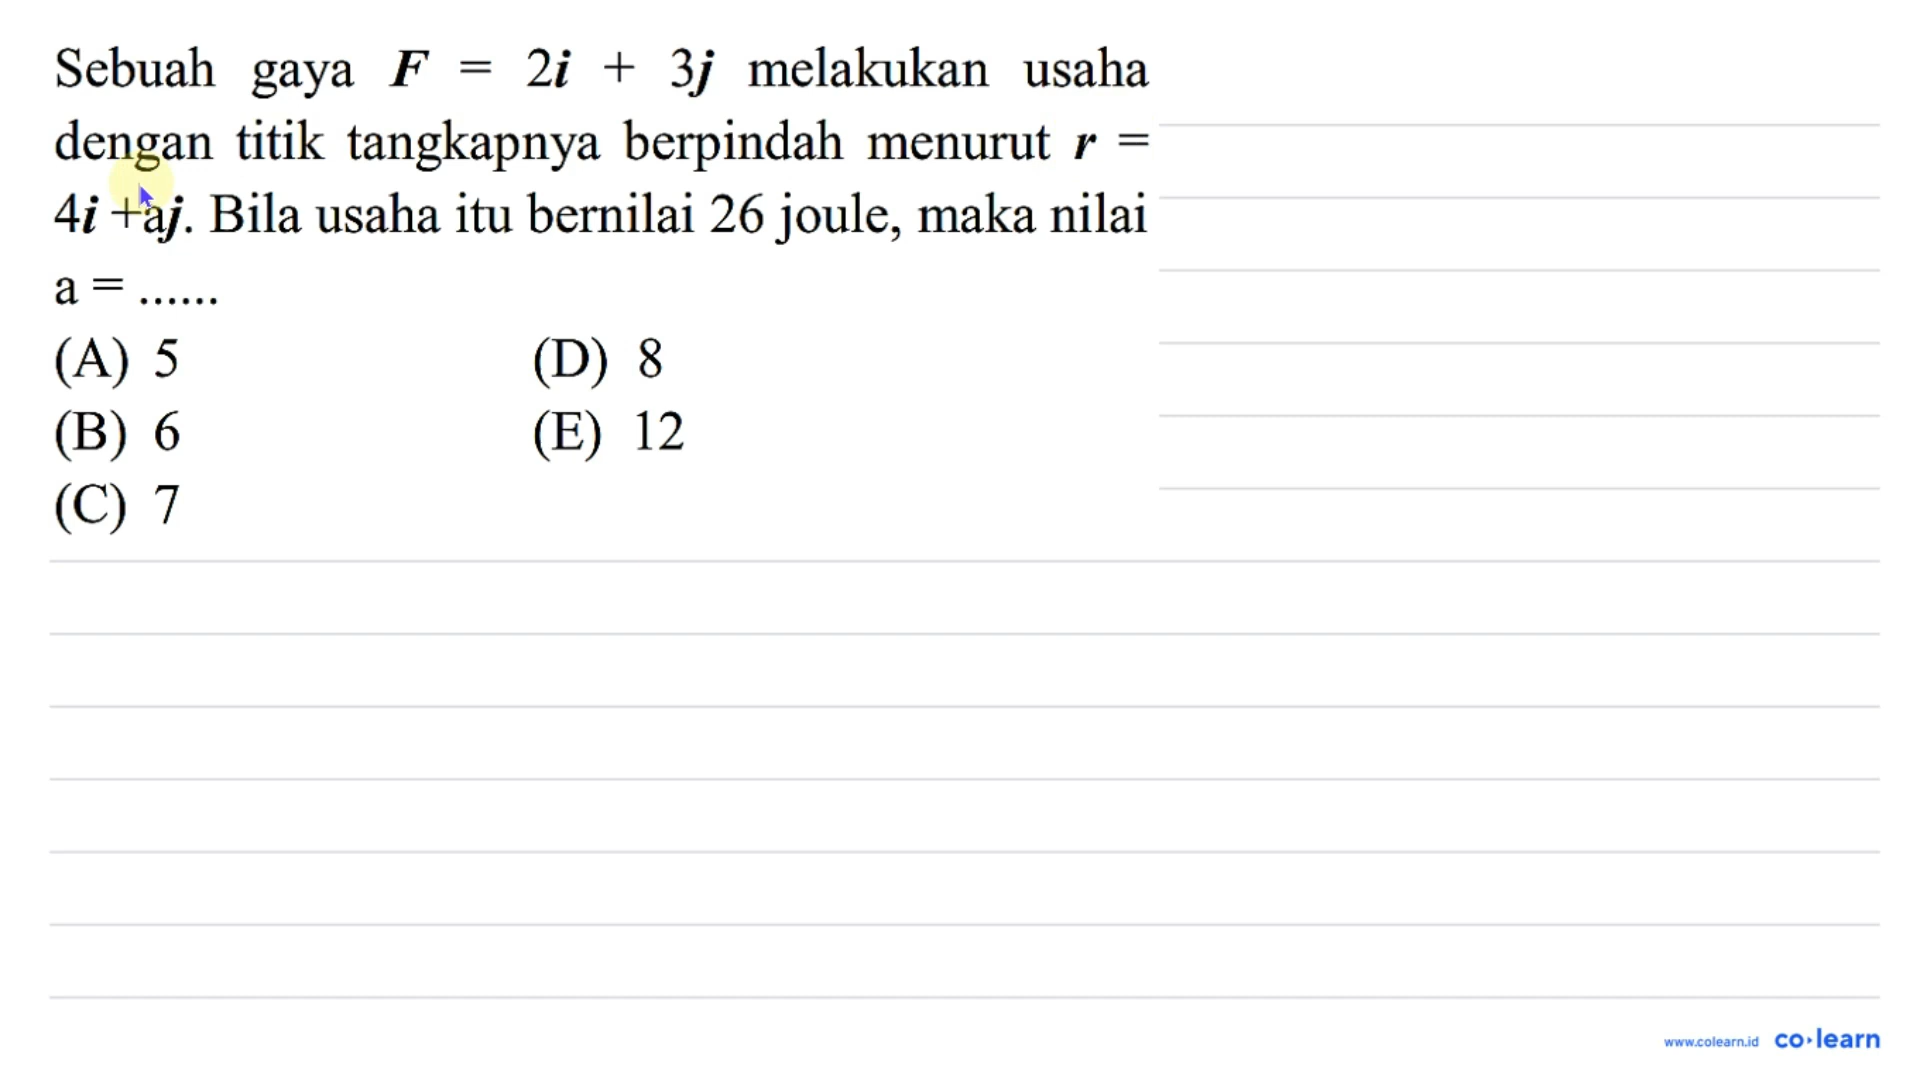 Sebuah gaya F = 2i + 3j melakukan usaha
dengan titik tangkapnya berpindah menurut r =
4i +aj. Bila usaha itu bernilai 26 joule, maka nilai
a = ......
(A) 5 (D) 8
(B) 6 (E) 12
(C) 7
www.colearn.id co·learn